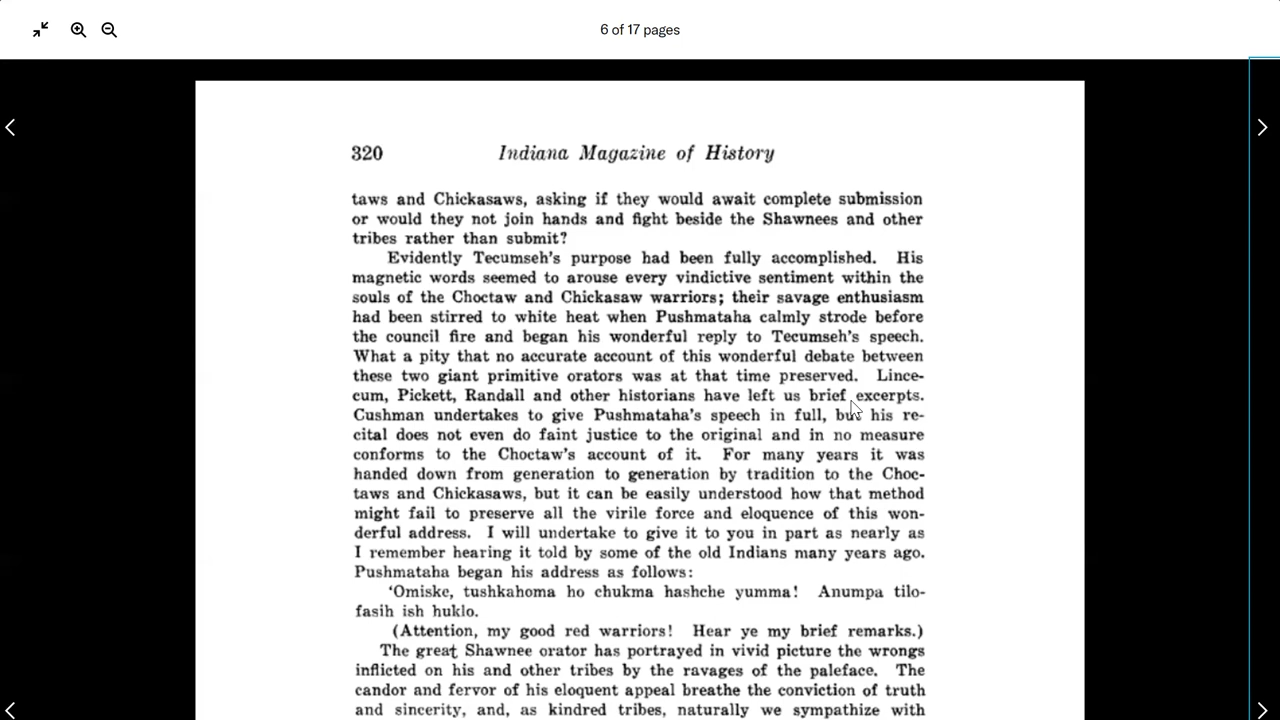 6 of 17 pages
320 Indiana Magazine of History
taws and Chickasaws, asking if they would await complete submission
or would they not join hands and fight beside the Shawnees and other
tribes rather than submit?
Evidently Tecumseh's purpose had been fully accomplished. His
magnetic words seemed to arouse every vindictive sentiment within the
souls of the Choctaw and Chickasaw warriors; their savage enthusiasm
had been stirred to white heat when Pushmataha calmly strode before
the council fire and began his wonderful reply to Tecumseh's speech.
What a pity that no accurate account of this wonderful debate between
these two giant primitive orators was at that time preserved. Lince-
cum, Pickett, Randall and other historians have left us brief excerpts.
Cushman undertakes to give Pushmataha's speech in full, but his re-
cital does not even do faint justice to the original and in no measure
conforms to the Choctaw's account of it. For many years it was
handed down from generation to generation by tradition to the Choc-
taws and Chickasaws, but it can be easily understood how that method
might fail to preserve all the virile force and eloquence of this won-
derful address. I will undertake to give it to you in part as nearly as
I remember hearing it told by some of the old Indians many years ago.
Pushmataha began his address as follows:
'Omiske, tushkahoma ho chukma hashche yumma! Anumpa tilo-
fasih ish huklo.
(Attention, my good red warriors! Hear ye my brief remarks.)
The great Shawnee orator has portrayed in vivid picture the wrongs
inflicted on his and other tribes by the ravages of the paleface. The
candor and fervor of his eloquent appeal breathe the conviction of truth
and sincerity, and, as kindred tribes, naturally we sympathize with